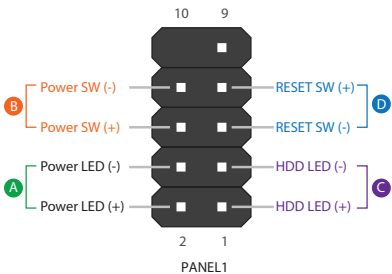 10 9
Power SW (-) RESET SW (+)
B D
Power SW (+) RESET SW (-)
Power LED (-) HDD LED (-)
A C
Power LED (+) HDD LED (+)
2 1
PANEL1